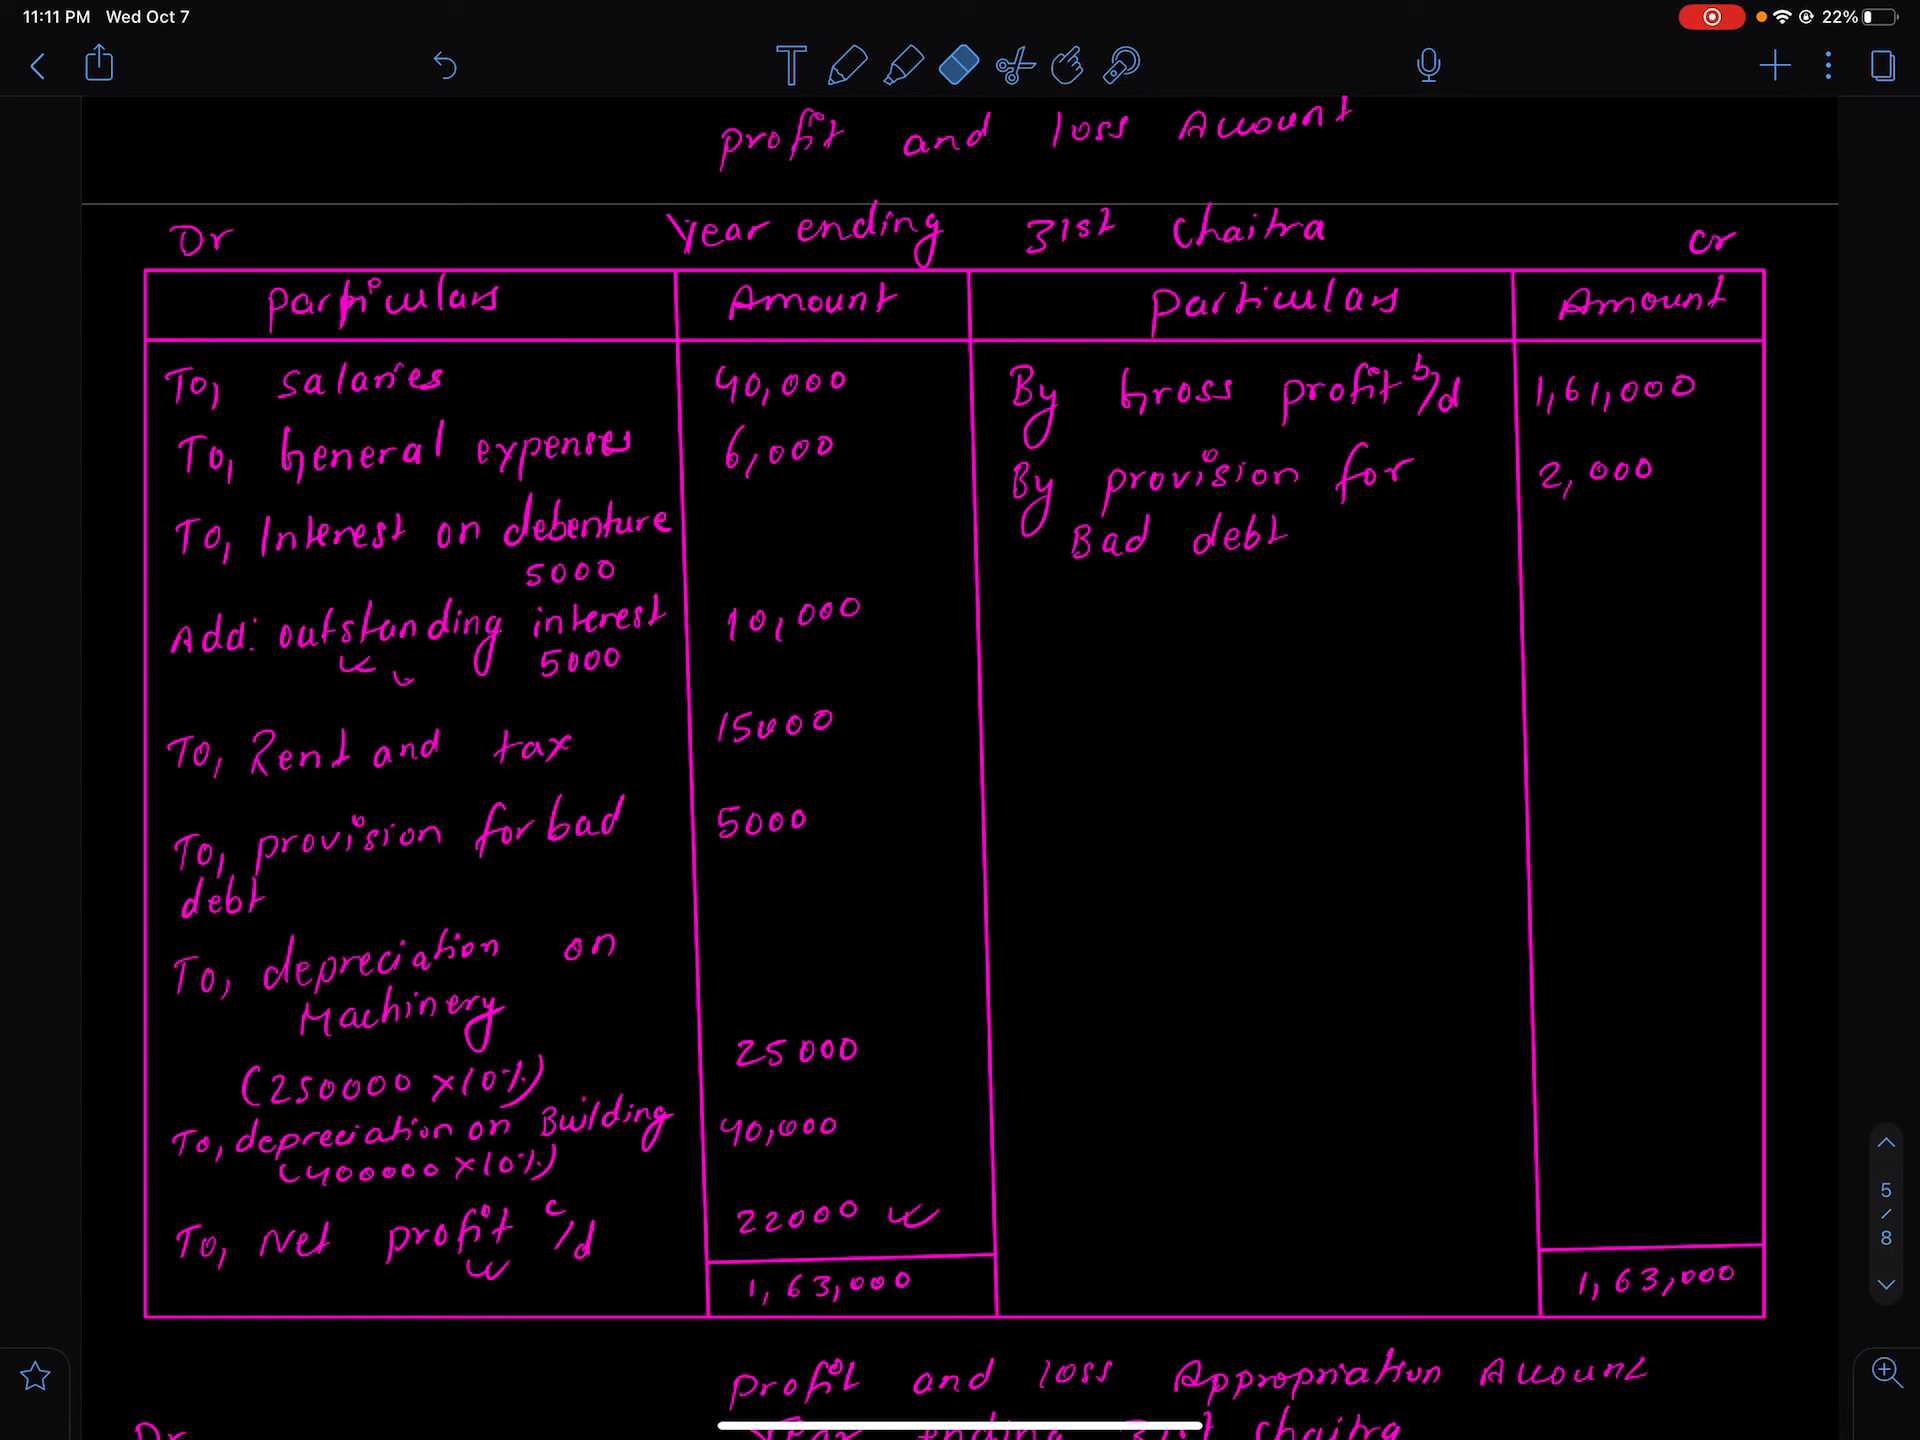 11:11 PM Wed Oct 7
22%
profit and loss Account
Dr Year ending 31st Chaitra cr
particulars Amount particulars Amount
To, salaries 40,000 By Gross profit b/d 1,61,000
To, General expenses 6,000 By provision for 2,000
To, Interest on debenture Bad debt
5000
Add: outstanding interest 10,000
5000
To, Rent and tax 15000
To, provision for bad 5000
debt
To, depreciation on
Machinery
(250000 × 10%) 25000
To, depreciation on Building 40,000
(400000 × 10%)
To, Net profit c/d 22000
1,63,000 1,63,000
5
/
8
profit and loss Appropriation Account
Dr Year ending 31st chaitra